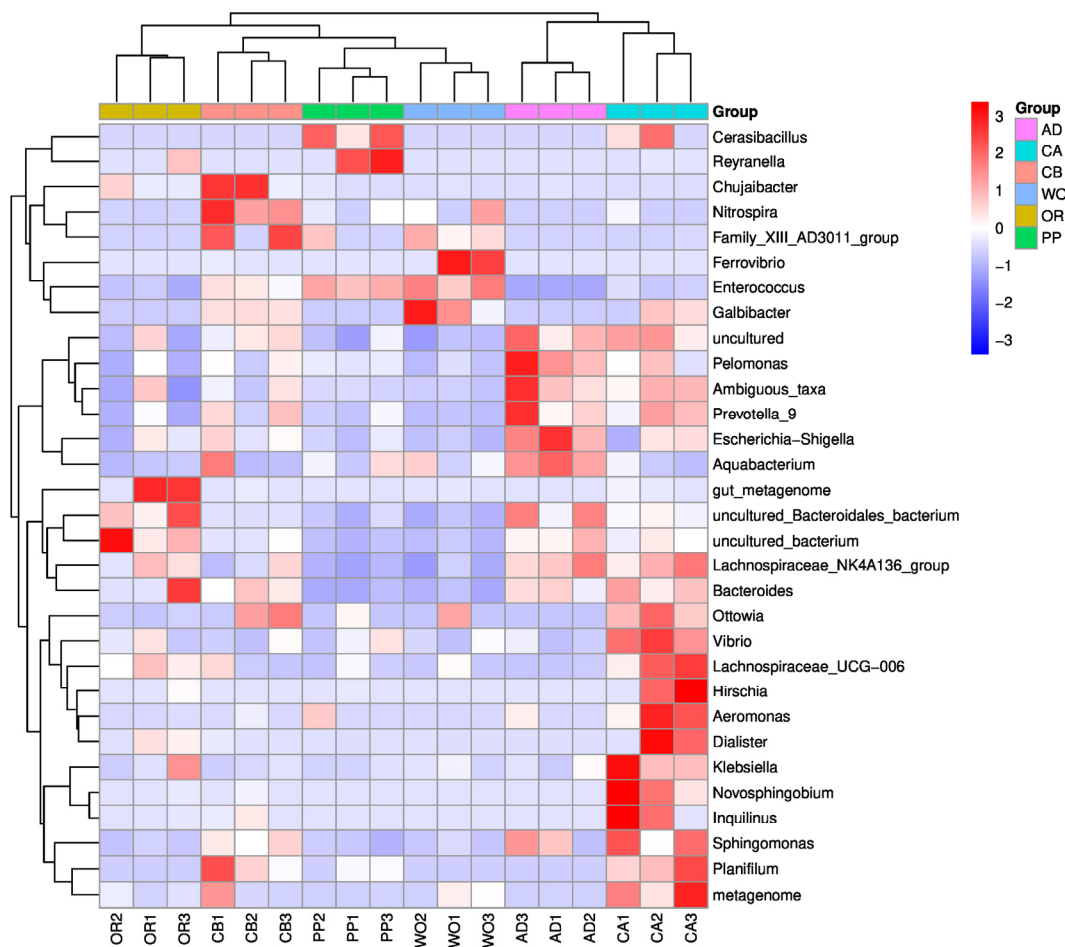 Group
Cerasibacillus
Reyranella
Chujaibacter
Nitrospira
Family_XIII_AD3011_group
Ferrovibrio
Enterococcus
Galbibacter
uncultured
Pelomonas
Ambiguous_taxa
Prevotella_9
Escherichia−Shigella
Aquabacterium
gut_metagenome
uncultured_Bacteroidales_bacterium
uncultured_bacterium
Lachnospiraceae_NK4A136_group
Bacteroides
Ottowia
Vibrio
Lachnospiraceae_UCG−006
Hirschia
Aeromonas
Dialister
Klebsiella
Novosphingobium
Inquilinus
Sphingomonas
Planifilum
metagenome
OR2 OR1 OR3 CB1 CB2 CB3 PP2 PP1 PP3 WO2 WO1 WO3 AD3 AD1 AD2 CA1 CA2 CA3
3
2
1
0
−1
−2
−3
Group
AD
CA
CB
WO
OR
PP